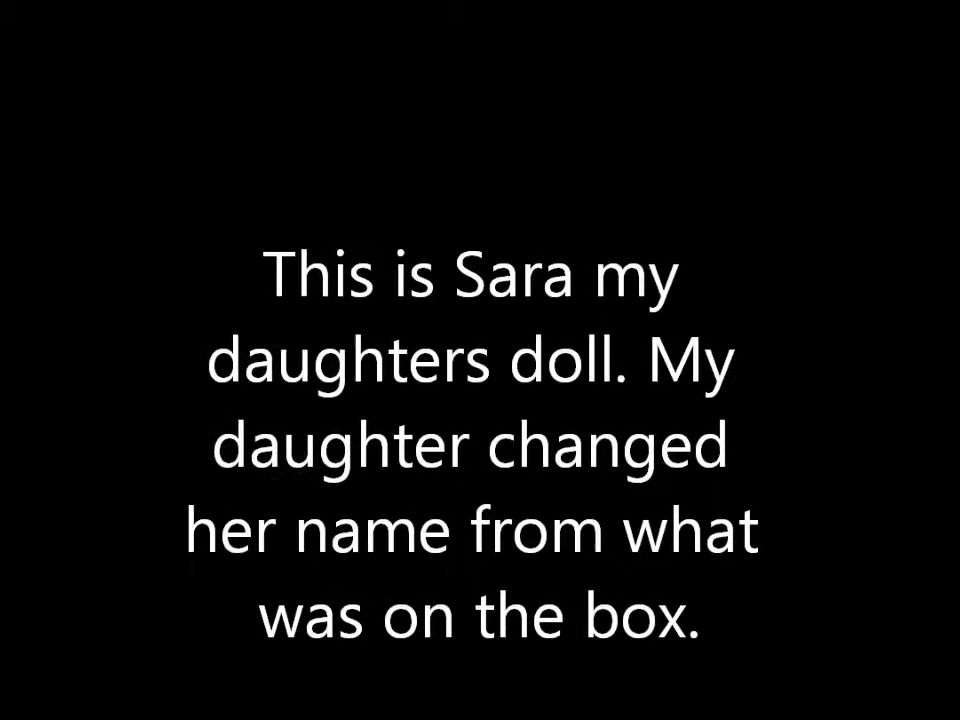 This is Sara my
daughters doll. My
daughter changed
her name from what
was on the box.